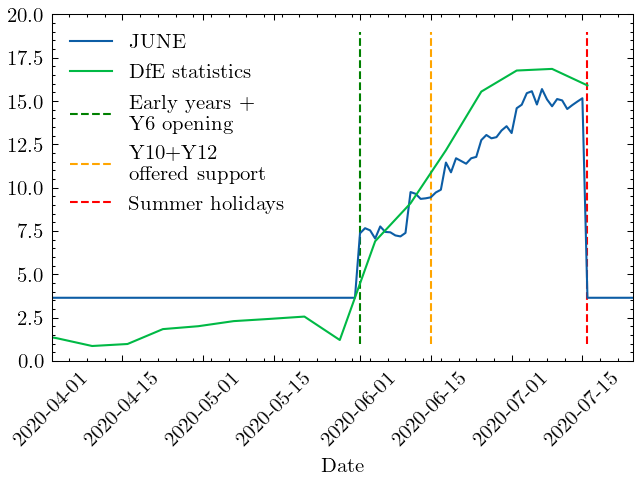 20.0
17.5
15.0
12.5
10.0
7.5
5.0
2.5
0.0
JUNE
DfE statistics
Early years +
Y6 opening
Y10+Y12
offered support
Summer holidays
2020-04-01
2020-04-15
2020-05-01
2020-05-15
2020-06-01
2020-06-15
2020-07-01
2020-07-15
Date